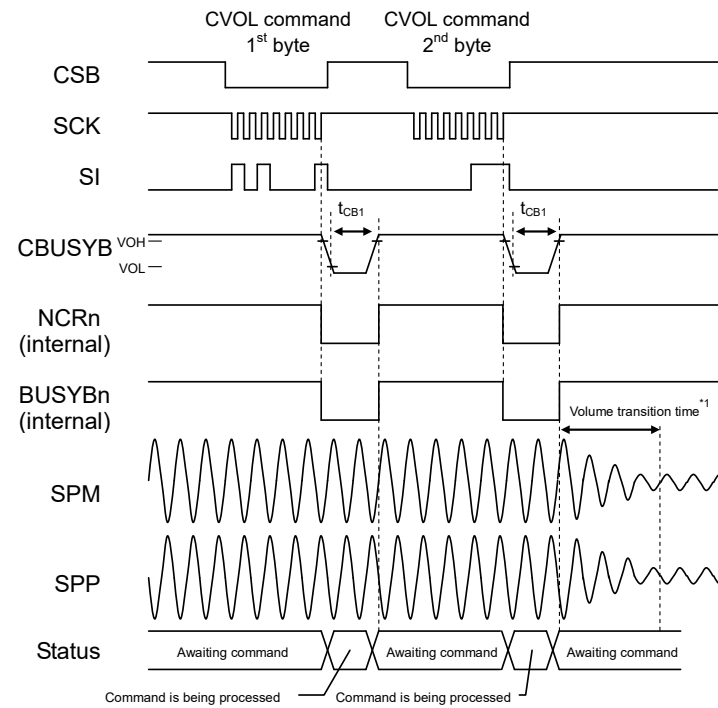 CVOL command
1st byte
CVOL command
2nd byte
CSB
SCK
SI
tCB1
tCB1
CBUSYB
VOH
VOL
NCRn
(internal)
BUSYBn
(internal)
Volume transition time*1
SPM
SPP
Status
Awaiting command
Awaiting command
Awaiting command
Command is being processed
Command is being processed